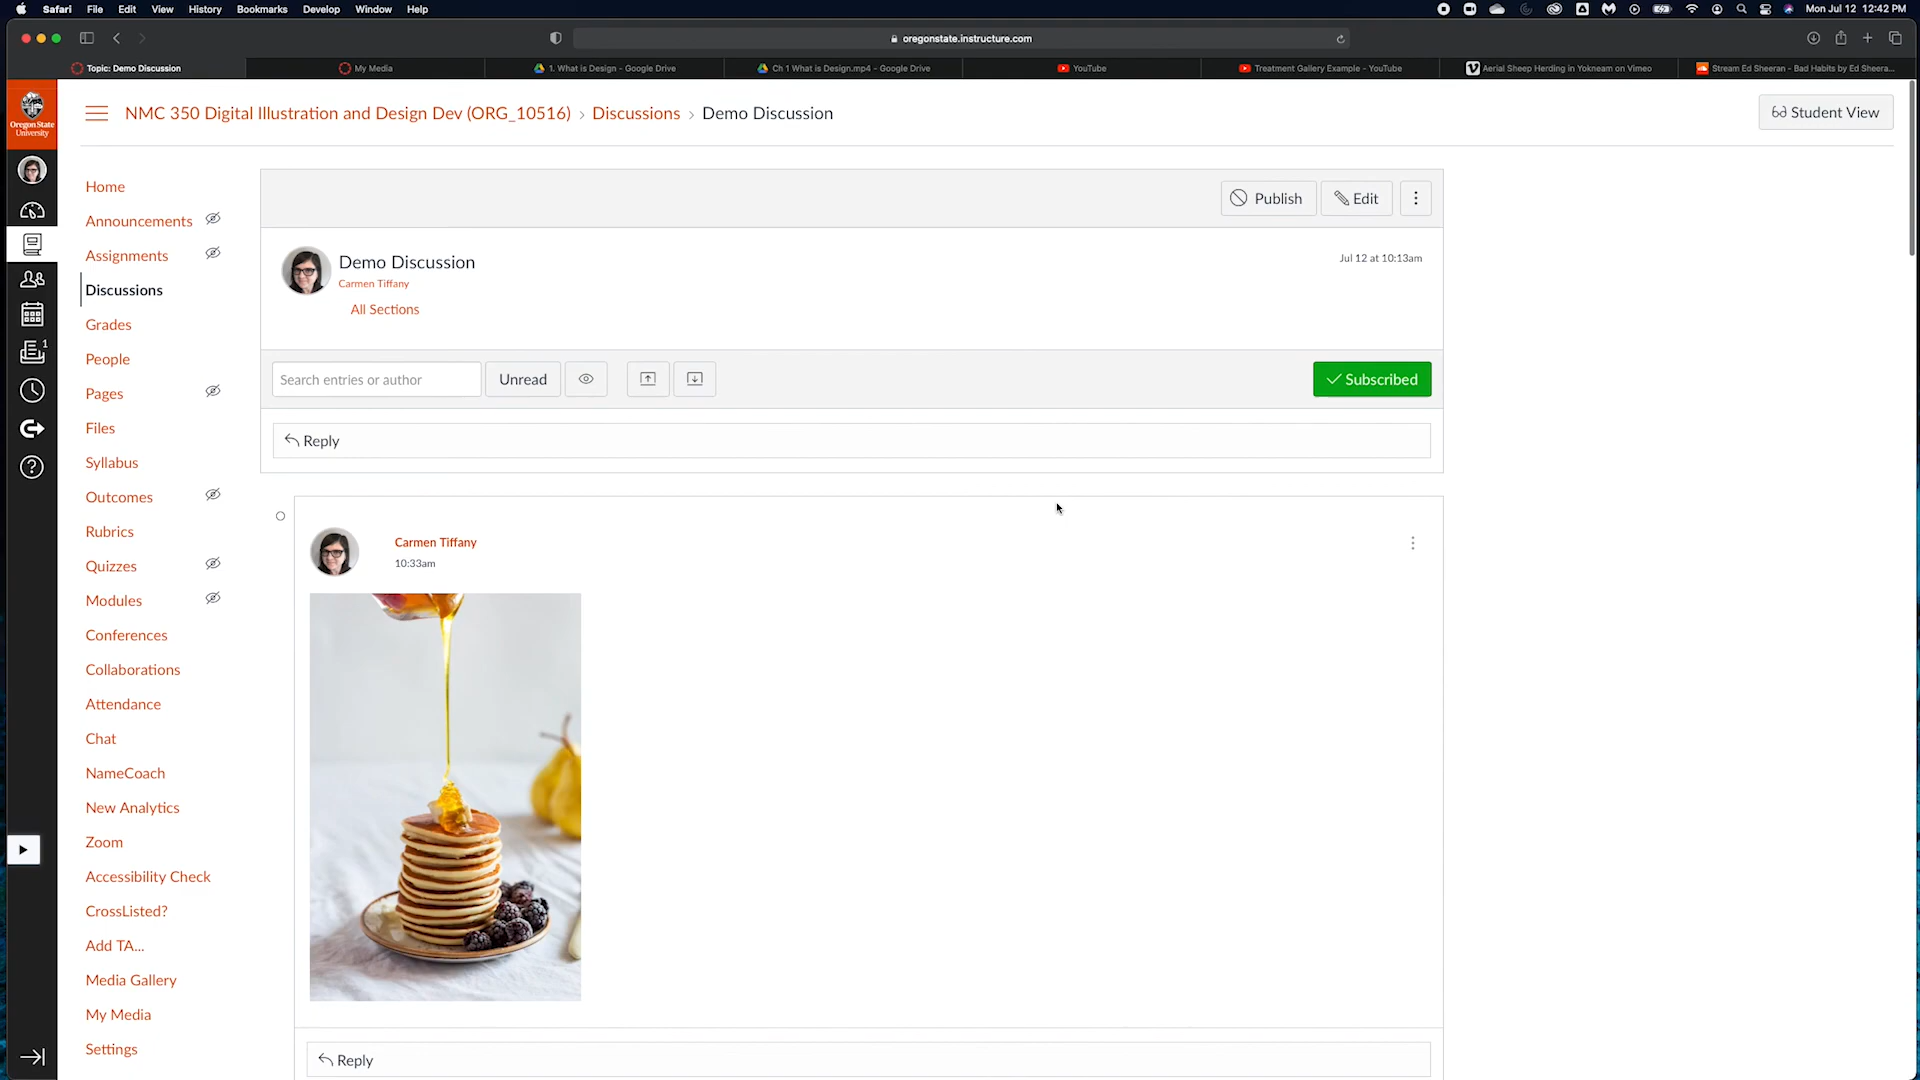 Safari File Edit View History Bookmarks Develop Window Help
Mon Jul 12 12:42 PM
oregonstate.instructure.com
Topic: Demo Discussion
My Media
1. What is Design - Google Drive
Ch 1 What is Design.mp4 - Google Drive
YouTube
Treatment Gallery Example - YouTube
Aerial Sheep Herding in Yokneam on Vimeo
Stream Ed Sheeran - Bad Habits by Ed Sheera...
Oregon State
University
NMC 350 Digital Illustration and Design Dev (ORG_10516) › Discussions › Demo Discussion
Student View
1
Home
Announcements
Assignments
Discussions
Grades
People
Pages
Files
Syllabus
Outcomes
Rubrics
Quizzes
Modules
Conferences
Collaborations
Attendance
Chat
NameCoach
New Analytics
Zoom
Accessibility Check
CrossListed?
Add TA...
Media Gallery
My Media
Settings
Publish
Edit
Demo Discussion
Jul 12 at 10:13am
Carmen Tiffany
All Sections
Search entries or author
Unread
Subscribed
Reply
Carmen Tiffany
10:33am
Reply